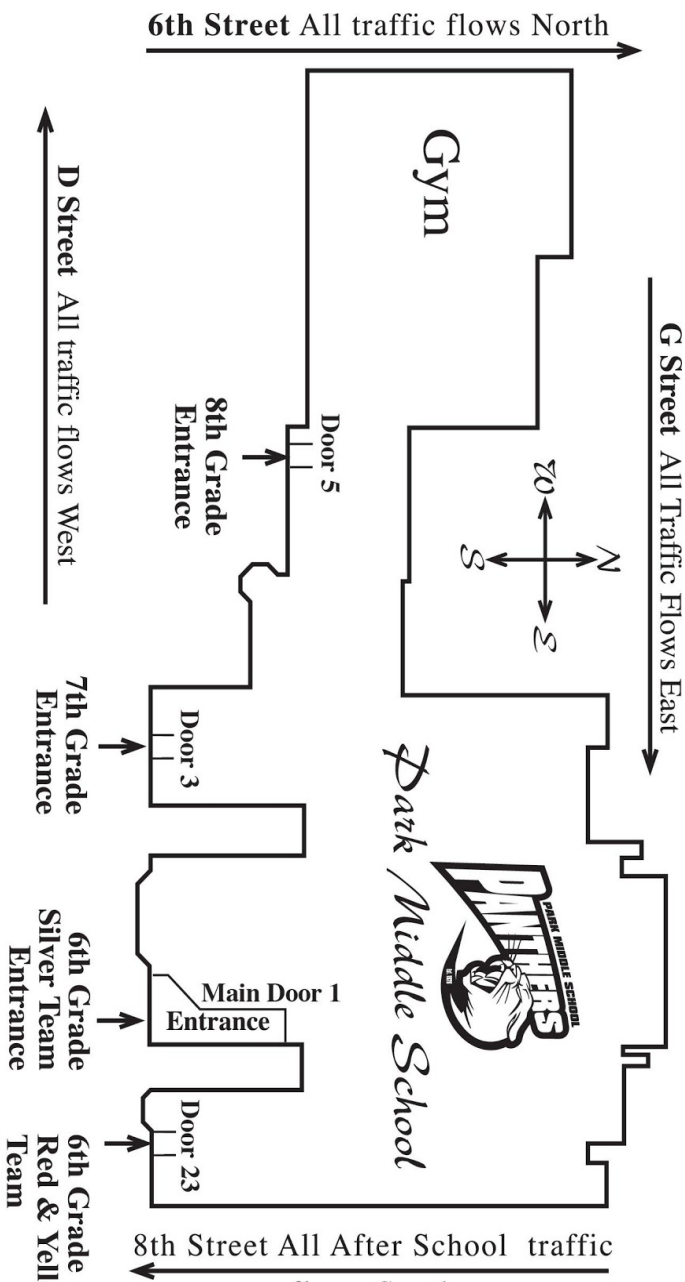 6th Street All traffic flows North
G Street All Traffic Flows East
Gym
N
W
E
S
PARK MIDDLE SCHOOL
PANTHERS
Park Middle School
Door 5
8th Grade
Entrance
Door 3
7th Grade
Entrance
Main Door 1
Entrance
6th Grade
Silver Team
Entrance
Door 23
6th Grade
Red & Yell
Team
D Street All traffic flows West
8th Street All After School traffic